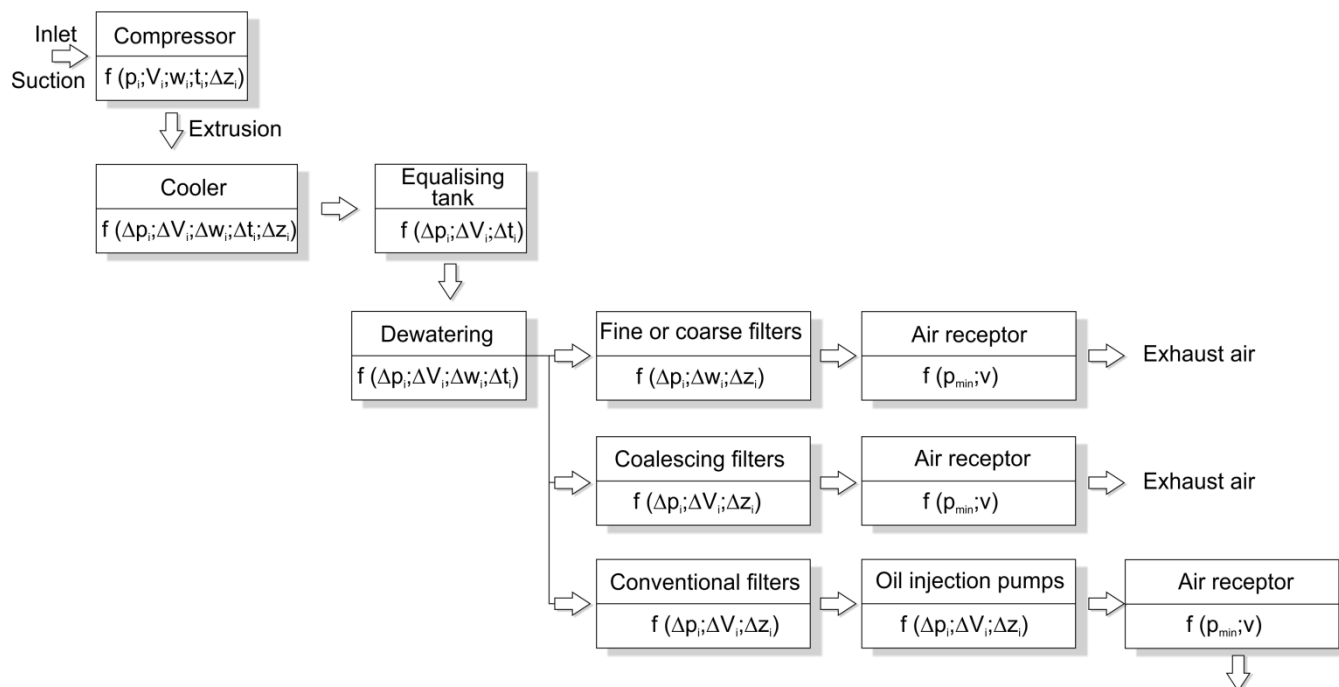 Inlet
Suction
Compressor
f (pᵢ;Vᵢ;wᵢ;tᵢ;Δzᵢ)
Extrusion
Cooler
f (Δpᵢ;ΔVᵢ;Δwᵢ;Δtᵢ;Δzᵢ)
Equalising
tank
f (Δpᵢ;ΔVᵢ;Δtᵢ)
Dewatering
f (Δpᵢ;ΔVᵢ;Δwᵢ;Δtᵢ)
Fine or coarse filters
f (Δpᵢ;Δwᵢ;Δzᵢ)
Air receptor
f (pₘᵢₙ;v)
Exhaust air
Coalescing filters
f (Δpᵢ;ΔVᵢ;Δzᵢ)
Air receptor
f (pₘᵢₙ;v)
Exhaust air
Conventional filters
f (Δpᵢ;ΔVᵢ;Δzᵢ)
Oil injection pumps
f (Δpᵢ;ΔVᵢ;Δzᵢ)
Air receptor
f (pₘᵢₙ;v)